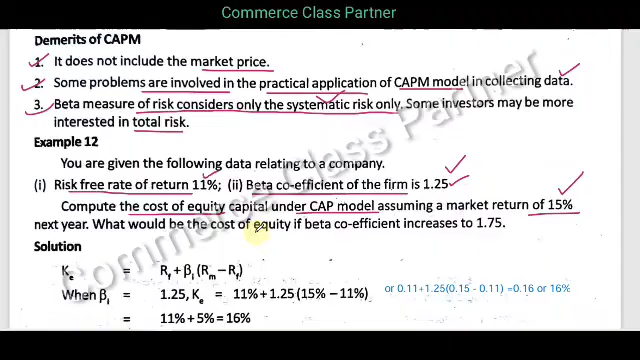 Commerce Class Partner
Demerits of CAPM
1. It does not include the market price.
2. Some problems are involved in the practical application of CAPM model in collecting data.
3. Beta measure of risk considers only the systematic risk only. Some investors may be more
interested in total risk.
Example 12
You are given the following data relating to a company.
(i) Risk free rate of return 11%; (ii) Beta co-efficient of the firm is 1.25
Compute the cost of equity capital under CAP model assuming a market return of 15%
next year. What would be the cost of equity if beta co-efficient increases to 1.75.
Solution
Kₑ = R_f + βᵢ (Rₘ – R_f)
When βᵢ = 1.25, Kₑ = 11% + 1.25 (15% – 11%) or 0.11+1.25(0.15 - 0.11) =0.16 or 16%
= 11% + 5% = 16%
Commerce Class Partner